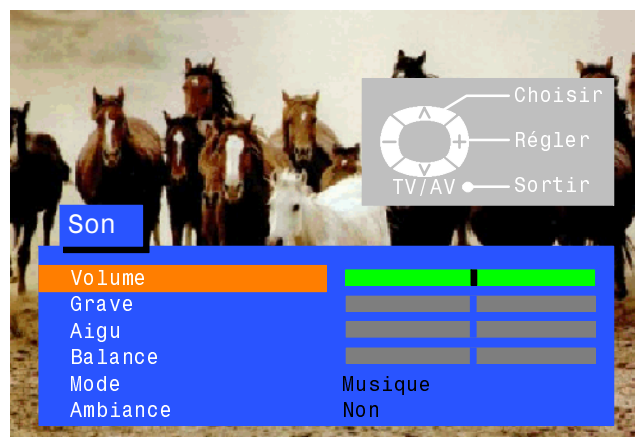 Choisir
Régler
TV/AV Sortir
Son
Volume
Grave
Aigu
Balance
Mode Musique
Ambiance Non